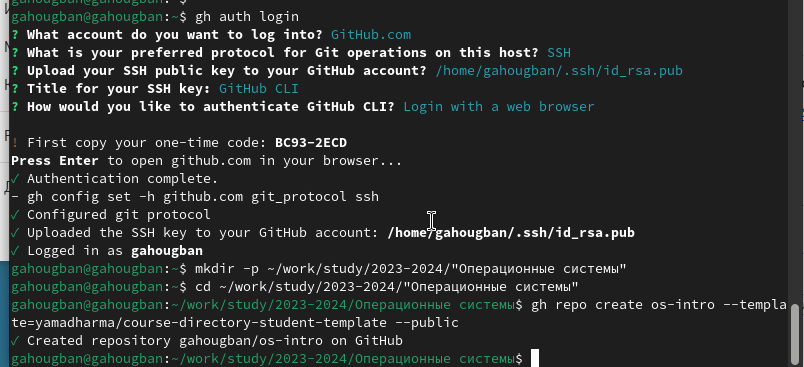 gahougban@gahougban:~$ gh auth login
? What account do you want to log into? GitHub.com
? What is your preferred protocol for Git operations on this host? SSH
? Upload your SSH public key to your GitHub account? /home/gahougban/.ssh/id_rsa.pub
? Title for your SSH key: GitHub CLI
? How would you like to authenticate GitHub CLI? Login with a web browser
! First copy your one-time code: BC93-2ECD
Press Enter to open github.com in your browser...
✓ Authentication complete.
- gh config set -h github.com git_protocol ssh
✓ Configured git protocol
✓ Uploaded the SSH key to your GitHub account: /home/gahougban/.ssh/id_rsa.pub
✓ Logged in as gahougban
gahougban@gahougban:~$ mkdir -p ~/work/study/2023-2024/"Операционные системы"
gahougban@gahougban:~$ cd ~/work/study/2023-2024/"Операционные системы"
gahougban@gahougban:~/work/study/2023-2024/Операционные системы$ gh repo create os-intro --templa
te=yamadharma/course-directory-student-template --public
✓ Created repository gahougban/os-intro on GitHub
gahougban@gahougban:~/work/study/2023-2024/Операционные системы$